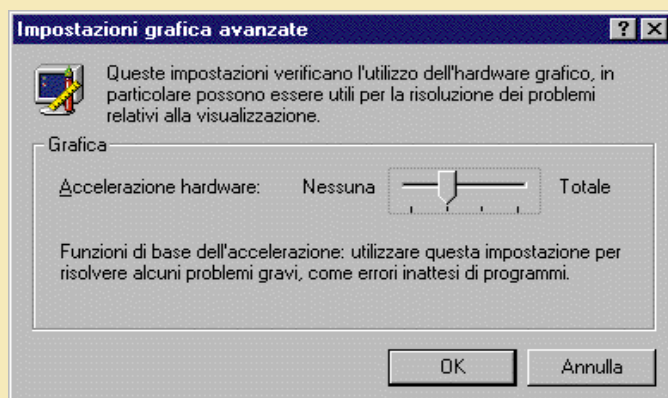 Impostazioni grafica avanzate
Queste impostazioni verificano l'utilizzo dell'hardware grafico, in
particolare possono essere utili per la risoluzione dei problemi
relativi alla visualizzazione.
Grafica
Accelerazione hardware: Nessuna Totale
Funzioni di base dell'accelerazione: utilizzare questa impostazione per
risolvere alcuni problemi gravi, come errori inattesi di programmi.
OK Annulla